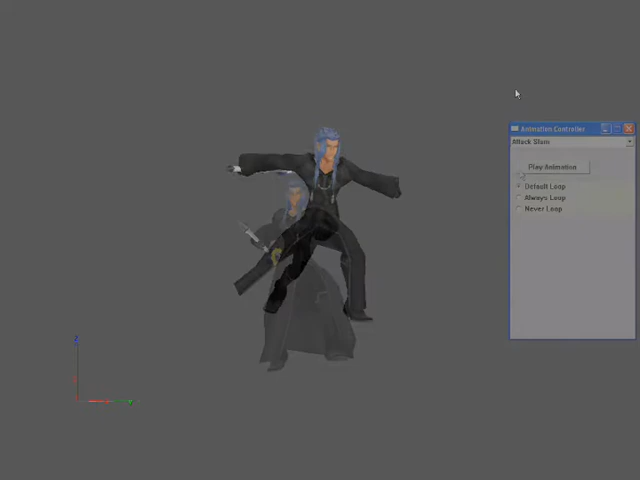 Animation Controller
Attack Slam
Play Animation
Default Loop
Always Loop
Never Loop